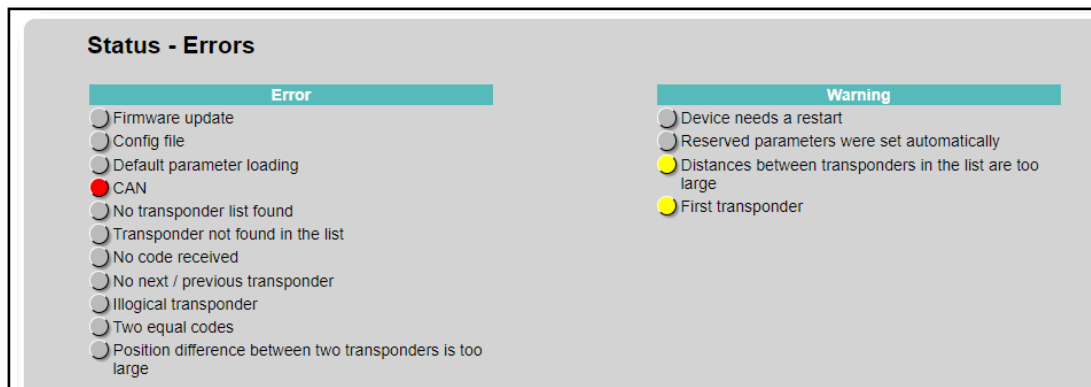 Status - Errors
Error
Firmware update
Config file
Default parameter loading
CAN
No transponder list found
Transponder not found in the list
No code received
No next / previous transponder
Illogical transponder
Two equal codes
Position difference between two transponders is too
large
Warning
Device needs a restart
Reserved parameters were set automatically
Distances between transponders in the list are too
large
First transponder